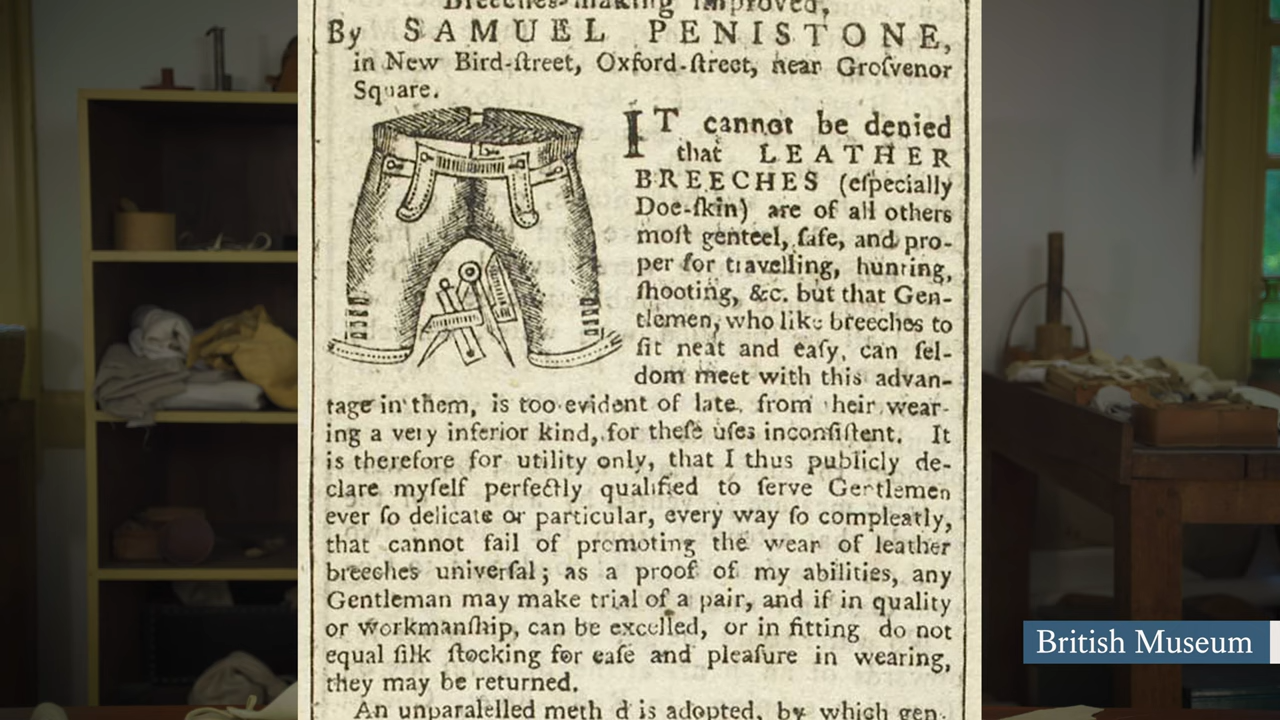 Breeches-making improved,
By SAMUEL PENISTONE,
in New Bird-ſtreet, Oxford-ſtreet, near Groſvenor
Square.
IT cannot be denied
that LEATHER
BREECHES (eſpecially
Doe-ſkin) are of all others
moſt genteel, ſafe, and pro-
per for travelling, hunting,
ſhooting, &c. but that Gen-
tlemen, who like breeches to
fit neat and eaſy, can ſel-
dom meet with this advan-
tage in them, is too evident of late, from their wear-
ing a very inferior kind, for theſe uſes inconſiſtent. It
is therefore for utility only, that I thus publicly de-
clare myſelf perfectly qualified to ſerve Gentlemen
ever ſo delicate or particular, every way ſo compleatly,
that cannot fail of promoting the wear of leather
breeches univerſal; as a proof of my abilities, any
Gentleman may make trial of a pair, and if in quality
or workmanſhip, can be excelled, or in fitting do not
equal ſilk ſtocking for eaſe and pleaſure in wearing,
they may be returned.
An unparalelled meth d is adopted, by which gen-
British Museum